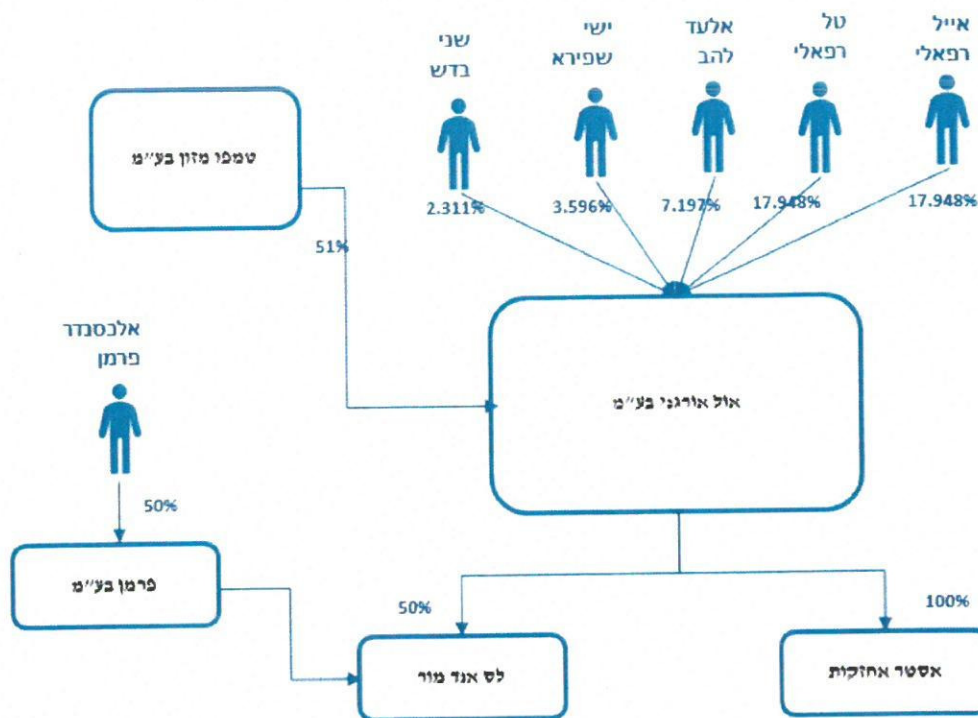 אייל
רפאלי
טל
רפאלי
אלעד
להב
ישי
שפירא
שני
בדש
17.948%
17.948%
7.197%
3.596%
2.311%
טמפו מזון בע״מ
51%
אלכסנדר
פרמן
50%
אול אורגני בע״מ
פרמן בע״מ
50%
100%
לס אנד מור
אסטר אחזקות